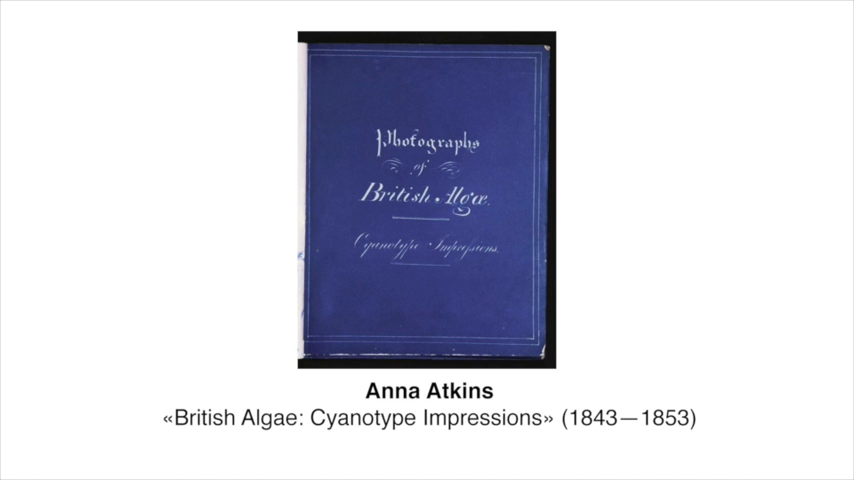 Photographs
of
British Algæ.
Cyanotype Impressions.
Anna Atkins
«British Algae: Cyanotype Impressions» (1843—1853)